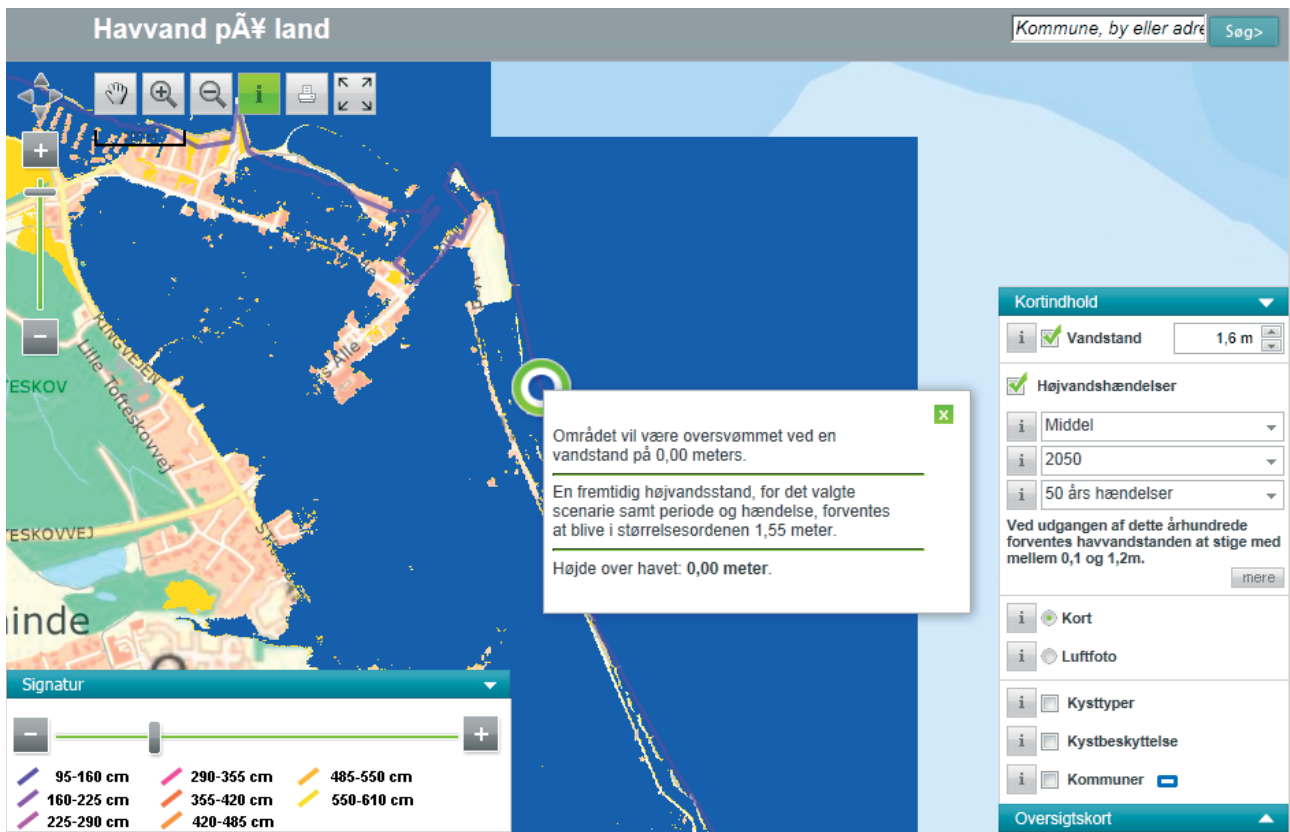 Havvand pÃ¥ land
Kommune, by eller adre
Søg>
RINGVEJEN
Lille Tofteskovvej
ESKOV
TESKOVVEJ
s Alle
inde
Området vil være oversvømmet ved en
vandstand på 0,00 meters.
En fremtidig højvandsstand, for det valgte
scenarie samt periode og hændelse, forventes
at blive i størrelsesordenen 1,55 meter.
Højde over havet: 0,00 meter.
Kortindhold
Vandstand
1,6 m
Højvandshændelser
Middel
2050
50 års hændelser
Ved udgangen af dette århundrede
forventes havvandstanden at stige med
mellem 0,1 og 1,2m.
mere
Kort
Luftfoto
Kysttyper
Kystbeskyttelse
Kommuner
Oversigtskort
Signatur
95-160 cm
290-355 cm
485-550 cm
160-225 cm
355-420 cm
550-610 cm
225-290 cm
420-485 cm